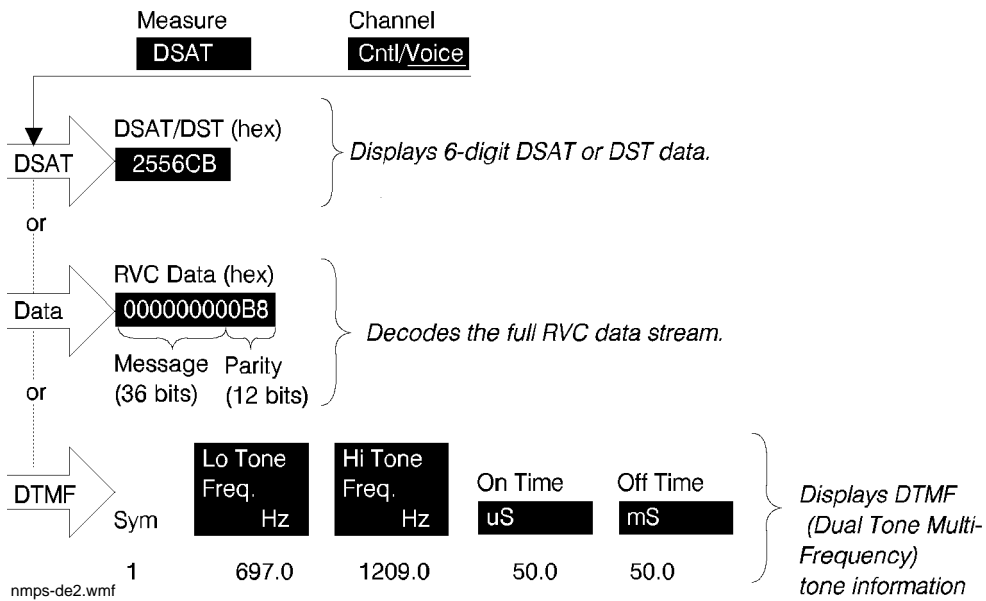 Measure
Channel
DSAT
Cntl/Voice
DSAT/DST (hex)
DSAT
2556CB
Displays 6-digit DSAT or DST data.
or
RVC Data (hex)
Data
000000000B8
Decodes the full RVC data stream.
Message
(36 bits)
Parity
(12 bits)
or
DTMF
Sym
Lo Tone
Freq.
Hz
Hi Tone
Freq.
Hz
On Time
uS
Off Time
mS
Displays DTMF
(Dual Tone Multi-
Frequency)
tone information
1 697.0 1209.0 50.0 50.0
nmps-de2.wmf